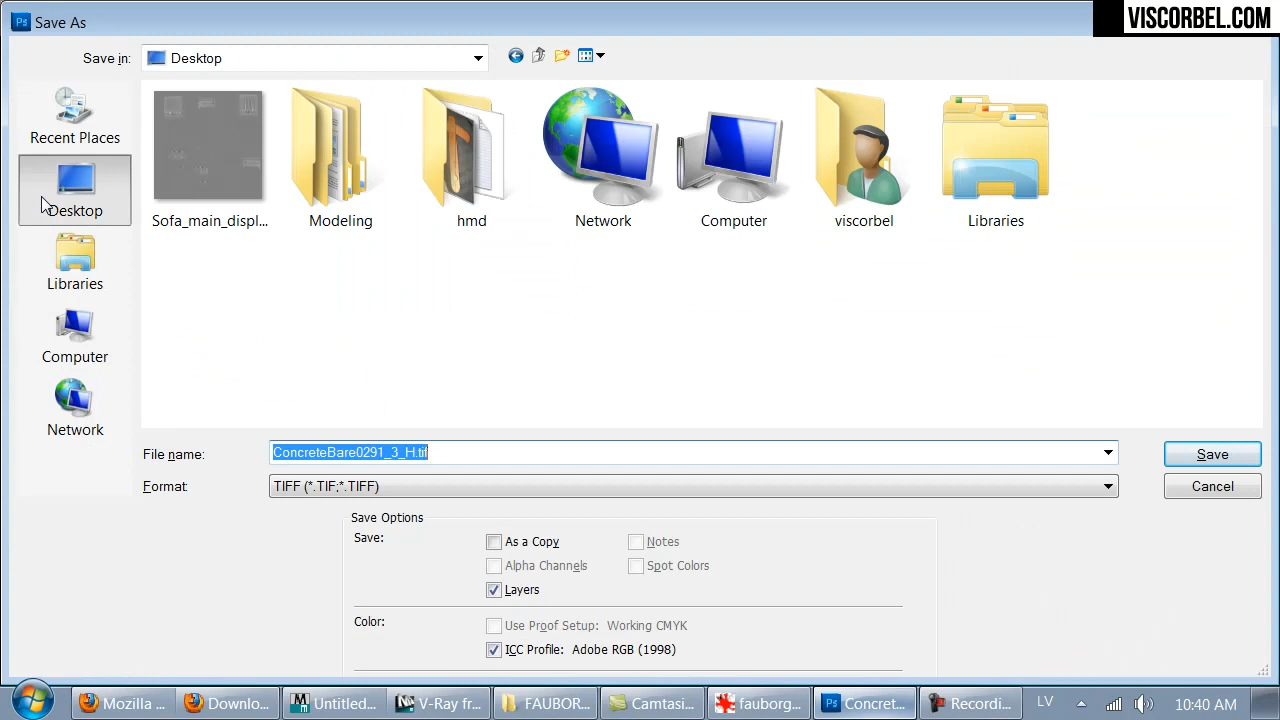 Ps Save As
VISCORBEL.COM
Save in: Desktop
Recent Places
Desktop
Libraries
Computer
Network
Sofa_main_displ...
Modeling
hmd
Network
Computer
viscorbel
Libraries
File name: ConcreteBare0291_3_H.tif
Save
Format: TIFF (*.TIF;*.TIFF)
Cancel
Save Options
Save:
As a Copy
Notes
Alpha Channels
Spot Colors
Layers
Color:
Use Proof Setup: Working CMYK
ICC Profile: Adobe RGB (1998)
Mozilla ...
Downlo...
Untitled...
V-Ray fr...
FAUBOR...
Camtasi...
fauborg...
Ps Concret...
Recordi...
LV
10:40 AM